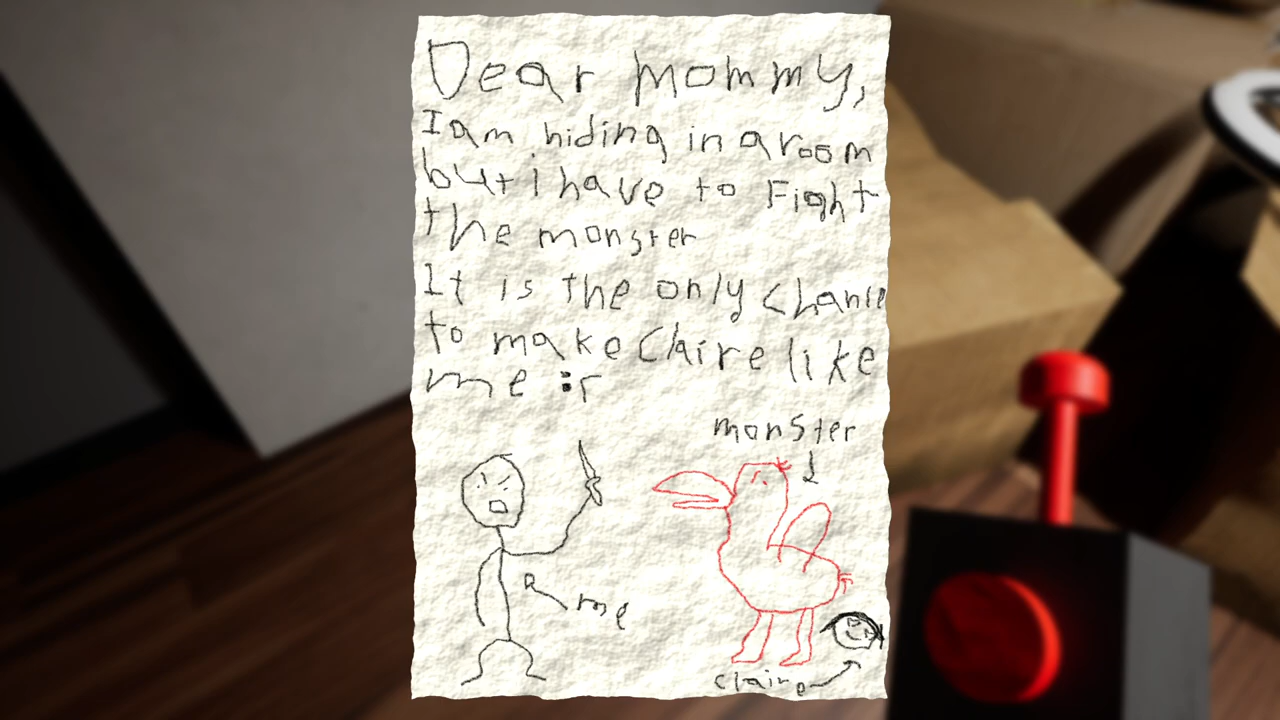 Dear Mommy,
I am hiding in a room
but i have to Fight
the monster
It is the only chance
to make Claire like
me :r
monster
me
Claire